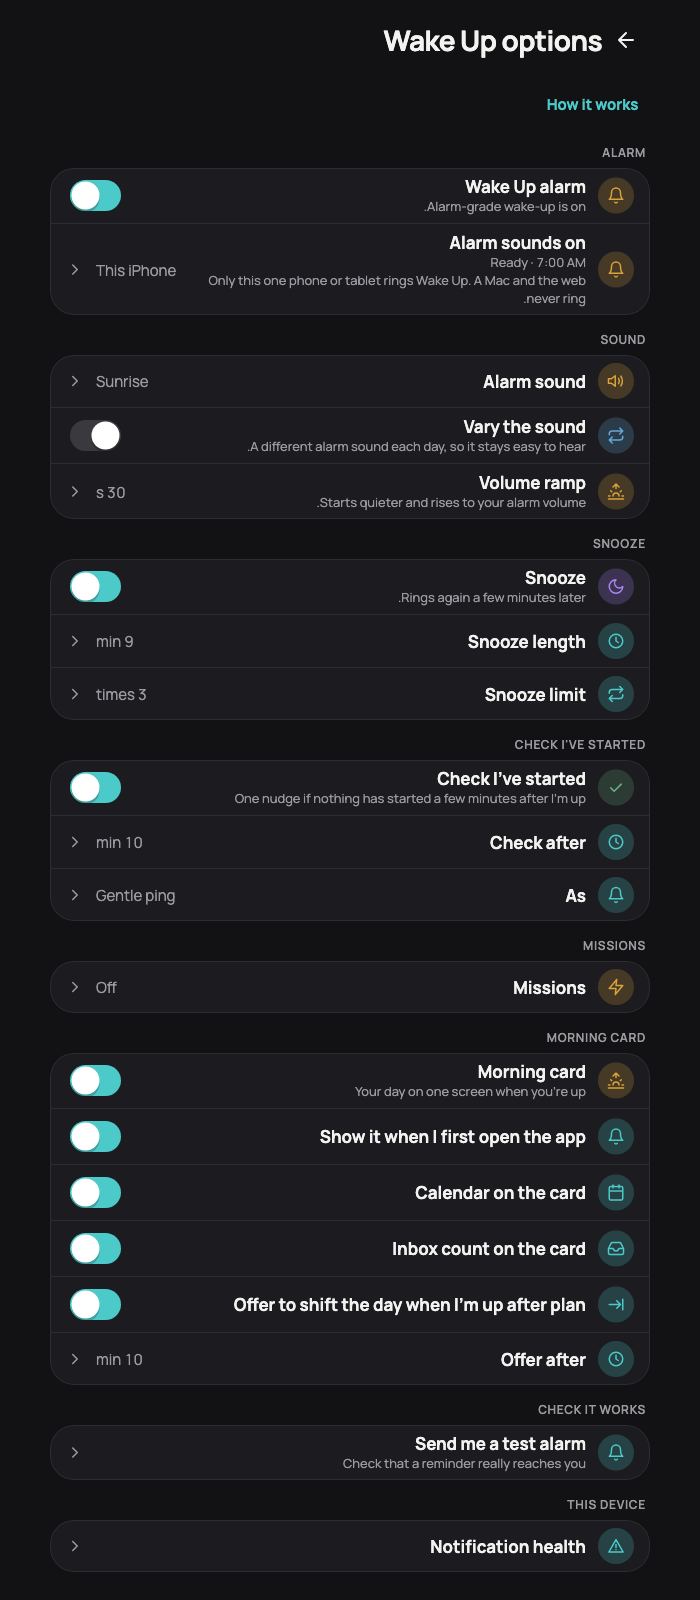 Wake Up options
How it works
ALARM
Wake Up alarm
.Alarm-grade wake-up is on
Alarm sounds on
Ready · 7:00 AM
This iPhone
Only this one phone or tablet rings Wake Up. A Mac and the web
.never ring
SOUND
Alarm sound
Sunrise
Vary the sound
.A different alarm sound each day, so it stays easy to hear
Volume ramp
s 30
.Starts quieter and rises to your alarm volume
SNOOZE
Snooze
.Rings again a few minutes later
Snooze length
min 9
Snooze limit
times 3
CHECK I'VE STARTED
Check I've started
One nudge if nothing has started a few minutes after I'm up
Check after
min 10
As
Gentle ping
MISSIONS
Missions
Off
MORNING CARD
Morning card
Your day on one screen when you're up
Show it when I first open the app
Calendar on the card
Inbox count on the card
Offer to shift the day when I'm up after plan
Offer after
min 10
CHECK IT WORKS
Send me a test alarm
Check that a reminder really reaches you
THIS DEVICE
Notification health